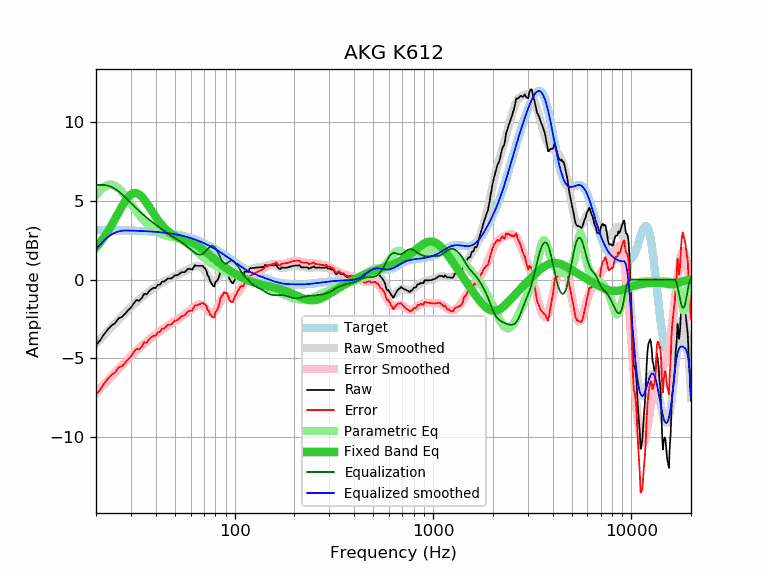 AKG K612
Amplitude (dBr)
10
5
0
−5
−10
Target
Raw Smoothed
Error Smoothed
Raw
Error
Parametric Eq
Fixed Band Eq
Equalization
Equalized smoothed
100
1000
10000
Frequency (Hz)